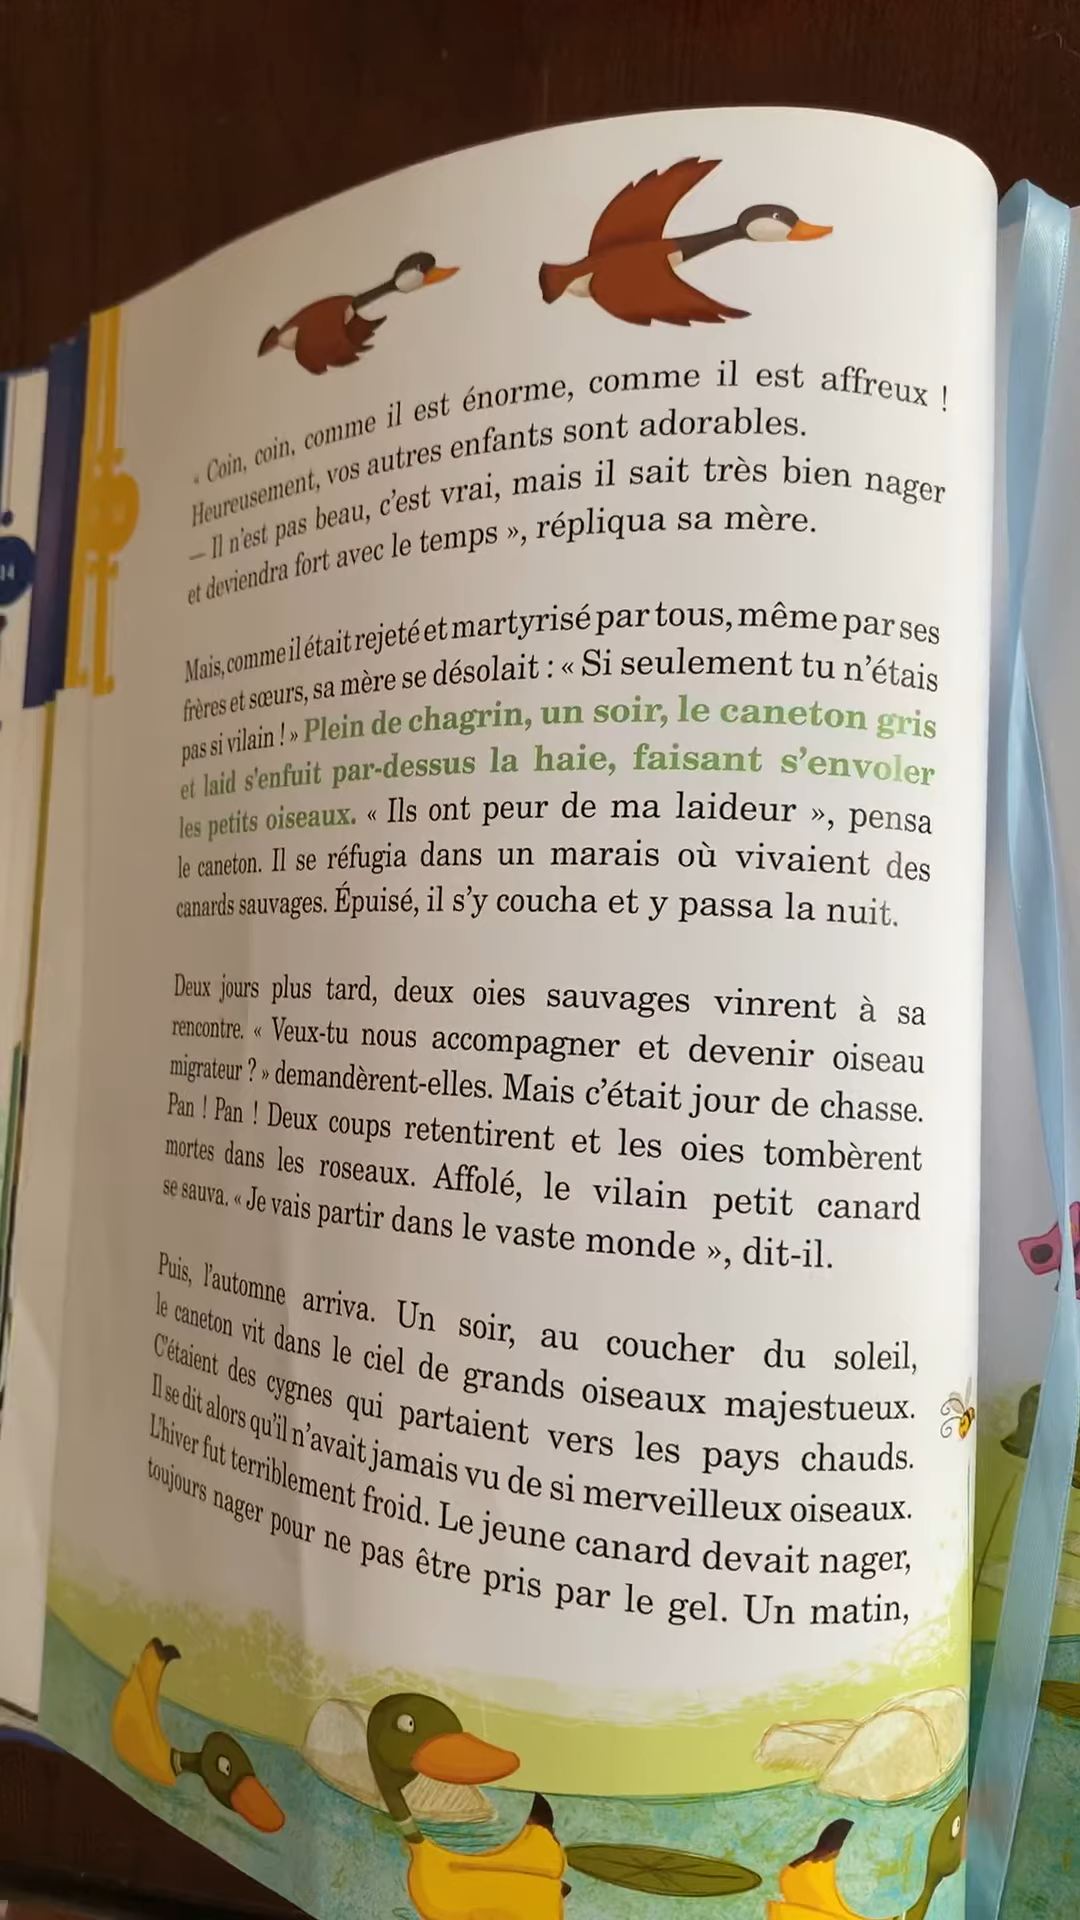 « Coin, coin, comme il est énorme, comme il est affreux !
Heureusement, vos autres enfants sont adorables.
– Il n'est pas beau, c'est vrai, mais il sait très bien nager
et deviendra fort avec le temps », répliqua sa mère.
Mais, comme il était rejeté et martyrisé par tous, même par ses
frères et sœurs, sa mère se désolait : « Si seulement tu n'étais
pas si vilain ! » Plein de chagrin, un soir, le caneton gris
et laid s'enfuit par-dessus la haie, faisant s'envoler
les petits oiseaux. « Ils ont peur de ma laideur », pensa
le caneton. Il se réfugia dans un marais où vivaient des
canards sauvages. Épuisé, il s'y coucha et y passa la nuit.
Deux jours plus tard, deux oies sauvages vinrent à sa
rencontre. « Veux-tu nous accompagner et devenir oiseau
migrateur ? » demandèrent-elles. Mais c'était jour de chasse.
Pan ! Pan ! Deux coups retentirent et les oies tombèrent
mortes dans les roseaux. Affolé, le vilain petit canard
se sauva. « Je vais partir dans le vaste monde », dit-il.
Puis, l'automne arriva. Un soir, au coucher du soleil,
le caneton vit dans le ciel de grands oiseaux majestueux.
C'étaient des cygnes qui partaient vers les pays chauds.
Il se dit alors qu'il n'avait jamais vu de si merveilleux oiseaux.
L'hiver fut terriblement froid. Le jeune canard devait nager,
toujours nager pour ne pas être pris par le gel. Un matin,